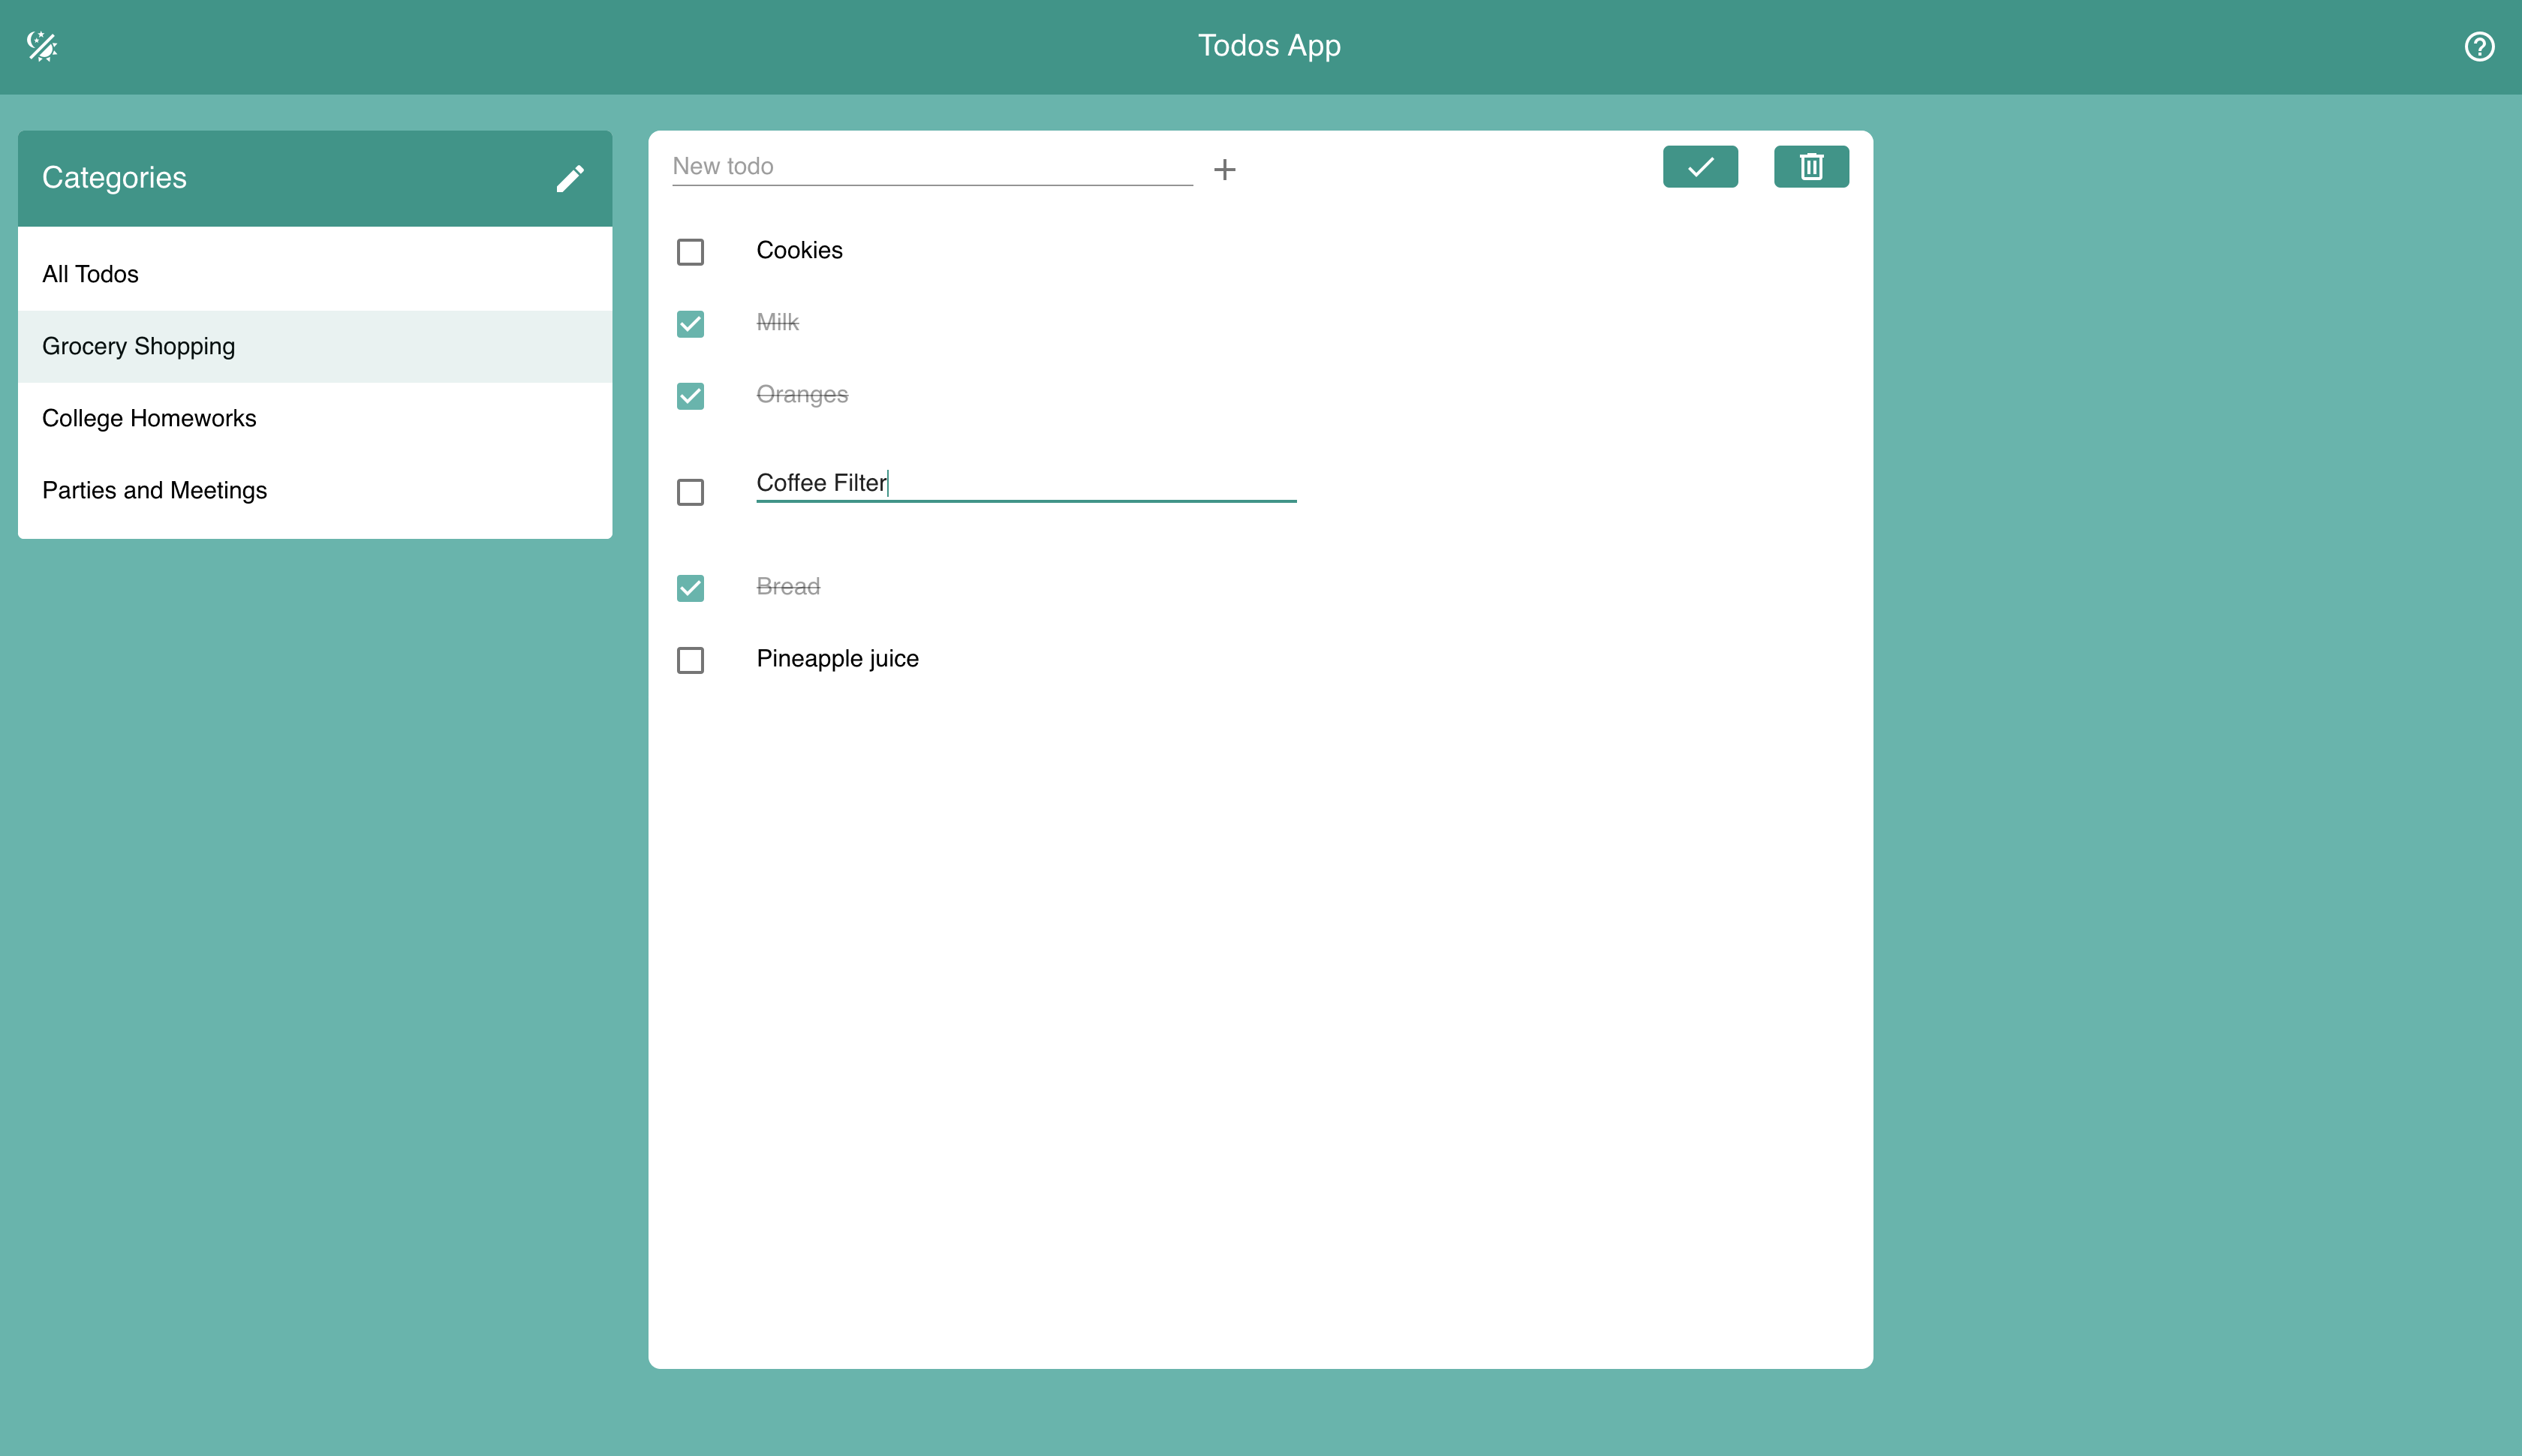 Todos App
Categories
All Todos
Grocery Shopping
College Homeworks
Parties and Meetings
New todo
Cookies
Milk
Oranges
Coffee Filter
Bread
Pineapple juice